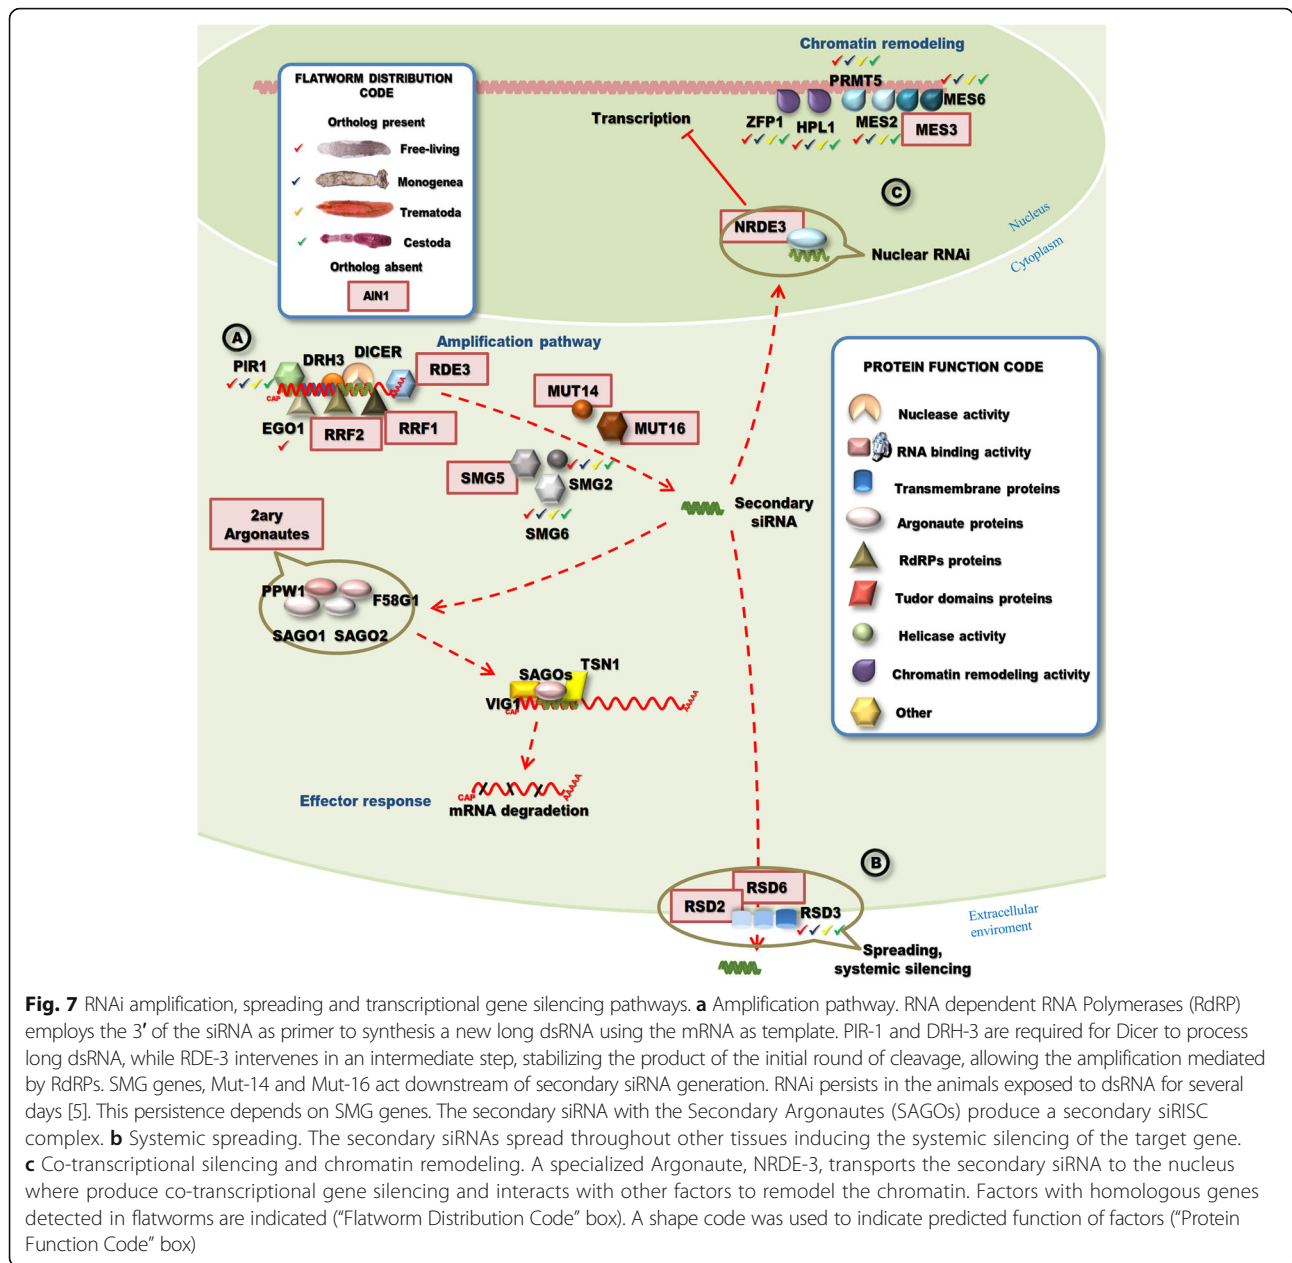 Chromatin remodeling
FLATWORM DISTRIBUTION
CODE
Ortholog present
Free-living
Monogenea
Trematoda
Cestoda
Ortholog absent
AIN1
Transcription
PRMT5
MES6
ZFP1
HPL1
MES2
MES3
C
NRDE3
Nuclear RNAi
Nucleus
Cytoplasm
A
Amplification pathway
PIR1
DRH3
DICER
RDE3
CAP
AAAA
EGO1
RRF2
RRF1
MUT14
MUT16
SMG5
SMG2
SMG6
Secondary
siRNA
2ary
Argonautes
PPW1
F58G1
SAGO1 SAGO2
SAGOs
TSN1
VIG1
CAP
AAAAA
Effector response
CAP
AAAAA
mRNA degradetion
PROTEIN FUNCTION CODE
Nuclease activity
RNA binding activity
Transmembrane proteins
Argonaute proteins
RdRPs proteins
Tudor domains proteins
Helicase activity
Chromatin remodeling activity
Other
B
RSD6
RSD2
RSD3
Extracellular
enviroment
Spreading,
systemic silencing
Fig. 7 RNAi amplification, spreading and transcriptional gene silencing pathways. a Amplification pathway. RNA dependent RNA Polymerases (RdRP)
employs the 3′ of the siRNA as primer to synthesis a new long dsRNA using the mRNA as template. PIR-1 and DRH-3 are required for Dicer to process
long dsRNA, while RDE-3 intervenes in an intermediate step, stabilizing the product of the initial round of cleavage, allowing the amplification mediated
by RdRPs. SMG genes, Mut-14 and Mut-16 act downstream of secondary siRNA generation. RNAi persists in the animals exposed to dsRNA for several
days [5]. This persistence depends on SMG genes. The secondary siRNA with the Secondary Argonautes (SAGOs) produce a secondary siRISC
complex. b Systemic spreading. The secondary siRNAs spread throughout other tissues inducing the systemic silencing of the target gene.
c Co-transcriptional silencing and chromatin remodeling. A specialized Argonaute, NRDE-3, transports the secondary siRNA to the nucleus
where produce co-transcriptional gene silencing and interacts with other factors to remodel the chromatin. Factors with homologous genes
detected in flatworms are indicated (“Flatworm Distribution Code” box). A shape code was used to indicate predicted function of factors (“Protein
Function Code” box)